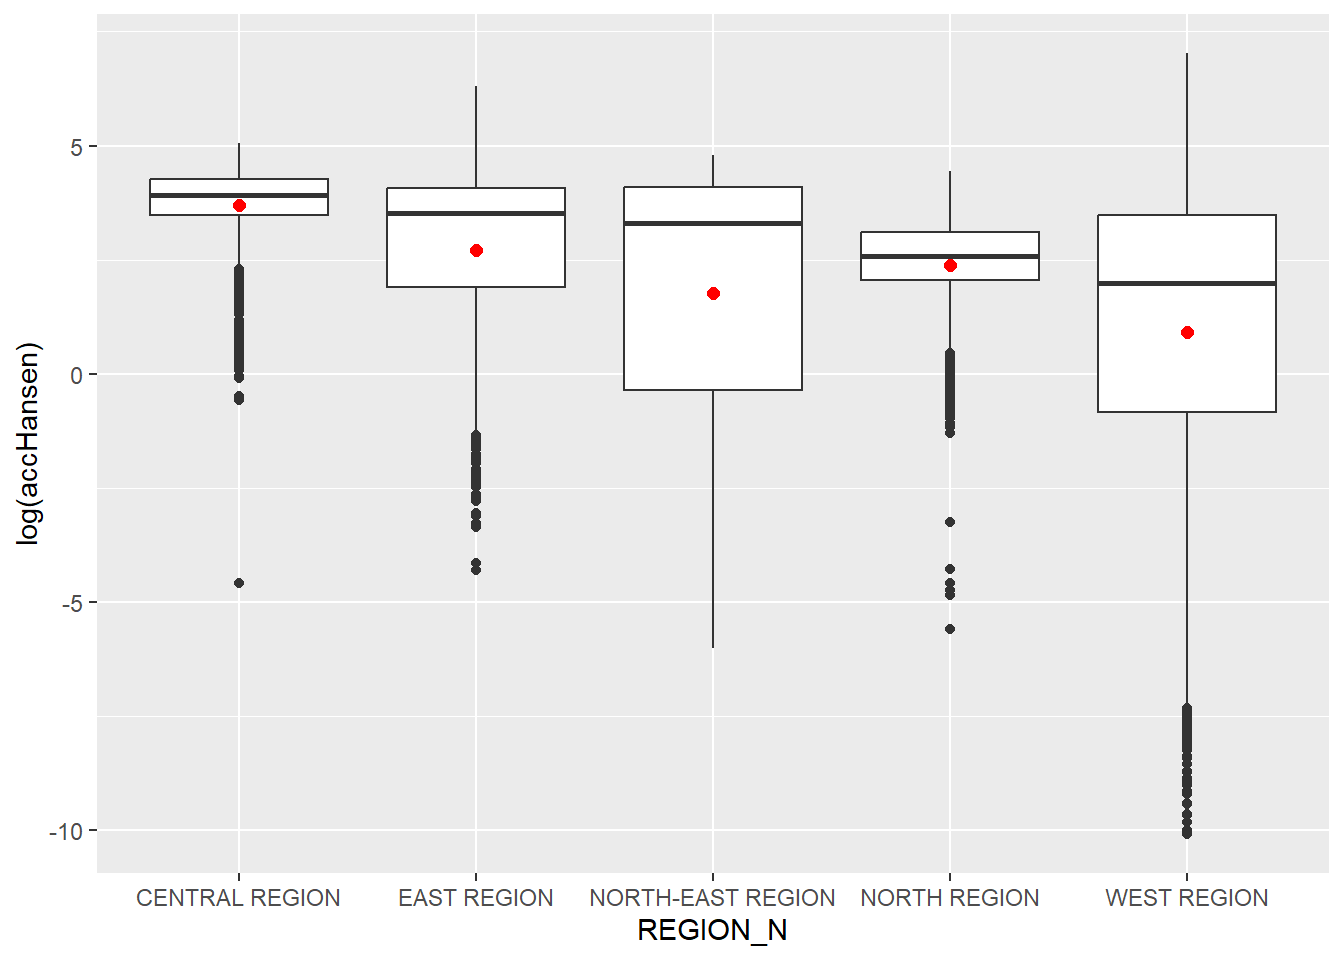 log(accHansen)
5
0
-5
-10
CENTRAL REGION EAST REGION NORTH-EAST REGION NORTH REGION WEST REGION
REGION_N